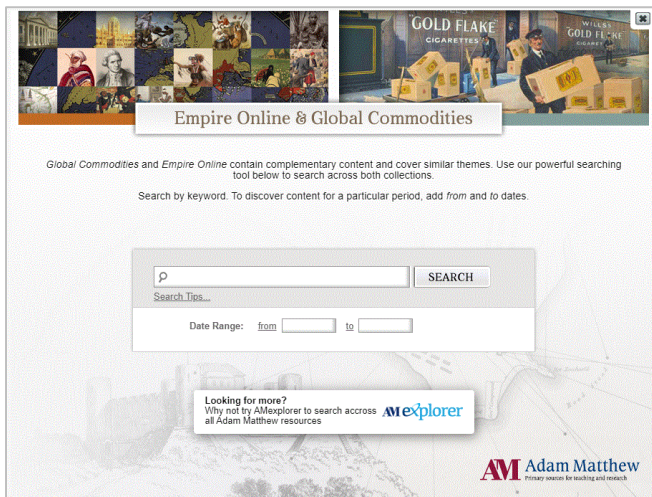 GOLD FLAKE
CIGARETTES
WILLS'S
GOLD FLAKE
Empire Online & Global Commodities
Global Commodities and Empire Online contain complementary content and cover similar themes. Use our powerful searching
tool below to search across both collections.
Search by keyword. To discover content for a particular period, add from and to dates.
SEARCH
Search Tips...
Date Range: from to
Looking for more?
Why not try AMexplorer to search accross
all Adam Matthew resources
AM explorer
AM Adam Matthew
Primary sources for teaching and research